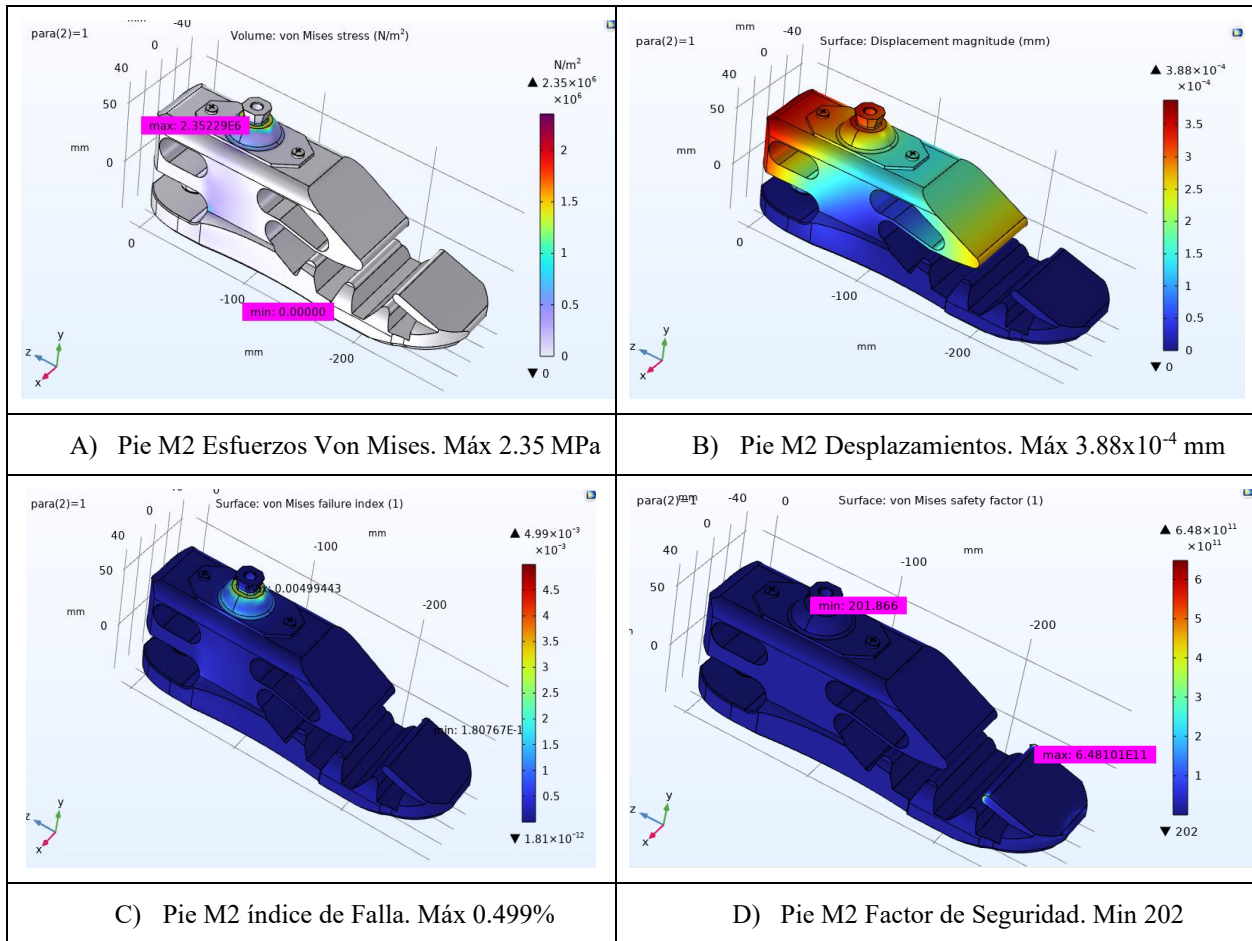 para(2)=1
mm
-40
0
40
50
0
mm
0
-100
mm
-200
Volume: von Mises stress (N/m²)
max: 2.35229E6
min: 0.00000
N/m²
▲ 2.35×10⁶
×10⁶
2
1.5
1
0.5
0
▼ 0
y
z
x
A) Pie M2 Esfuerzos Von Mises. Máx 2.35 MPa
para(2)=1
mm
-40
0
40
50
0
mm
0
-100
mm
-200
Surface: Displacement magnitude (mm)
▲ 3.88×10⁻⁴
×10⁻⁴
3.5
3
2.5
2
1.5
1
0.5
0
▼ 0
y
z
x
B) Pie M2 Desplazamientos. Máx 3.88x10⁻⁴ mm
para(2)=1
0
0
40
50
0
mm
Surface: von Mises failure index (1)
mm
-100
-200
0.00499443
min: 1.80767E-1
▲ 4.99×10⁻³
×10⁻³
4.5
4
3.5
3
2.5
2
1.5
1
0.5
▼ 1.81×10⁻¹²
y
z
x
C) Pie M2 índice de Falla. Máx 0.499%
para(2)=1
mm
-40
0
0
40
50
0
Surface: von Mises safety factor (1)
mm
-100
-200
min: 201.866
max: 6.48101E11
▲ 6.48×10¹¹
×10¹¹
6
5
4
3
2
1
▼ 202
y
z
x
D) Pie M2 Factor de Seguridad. Min 202